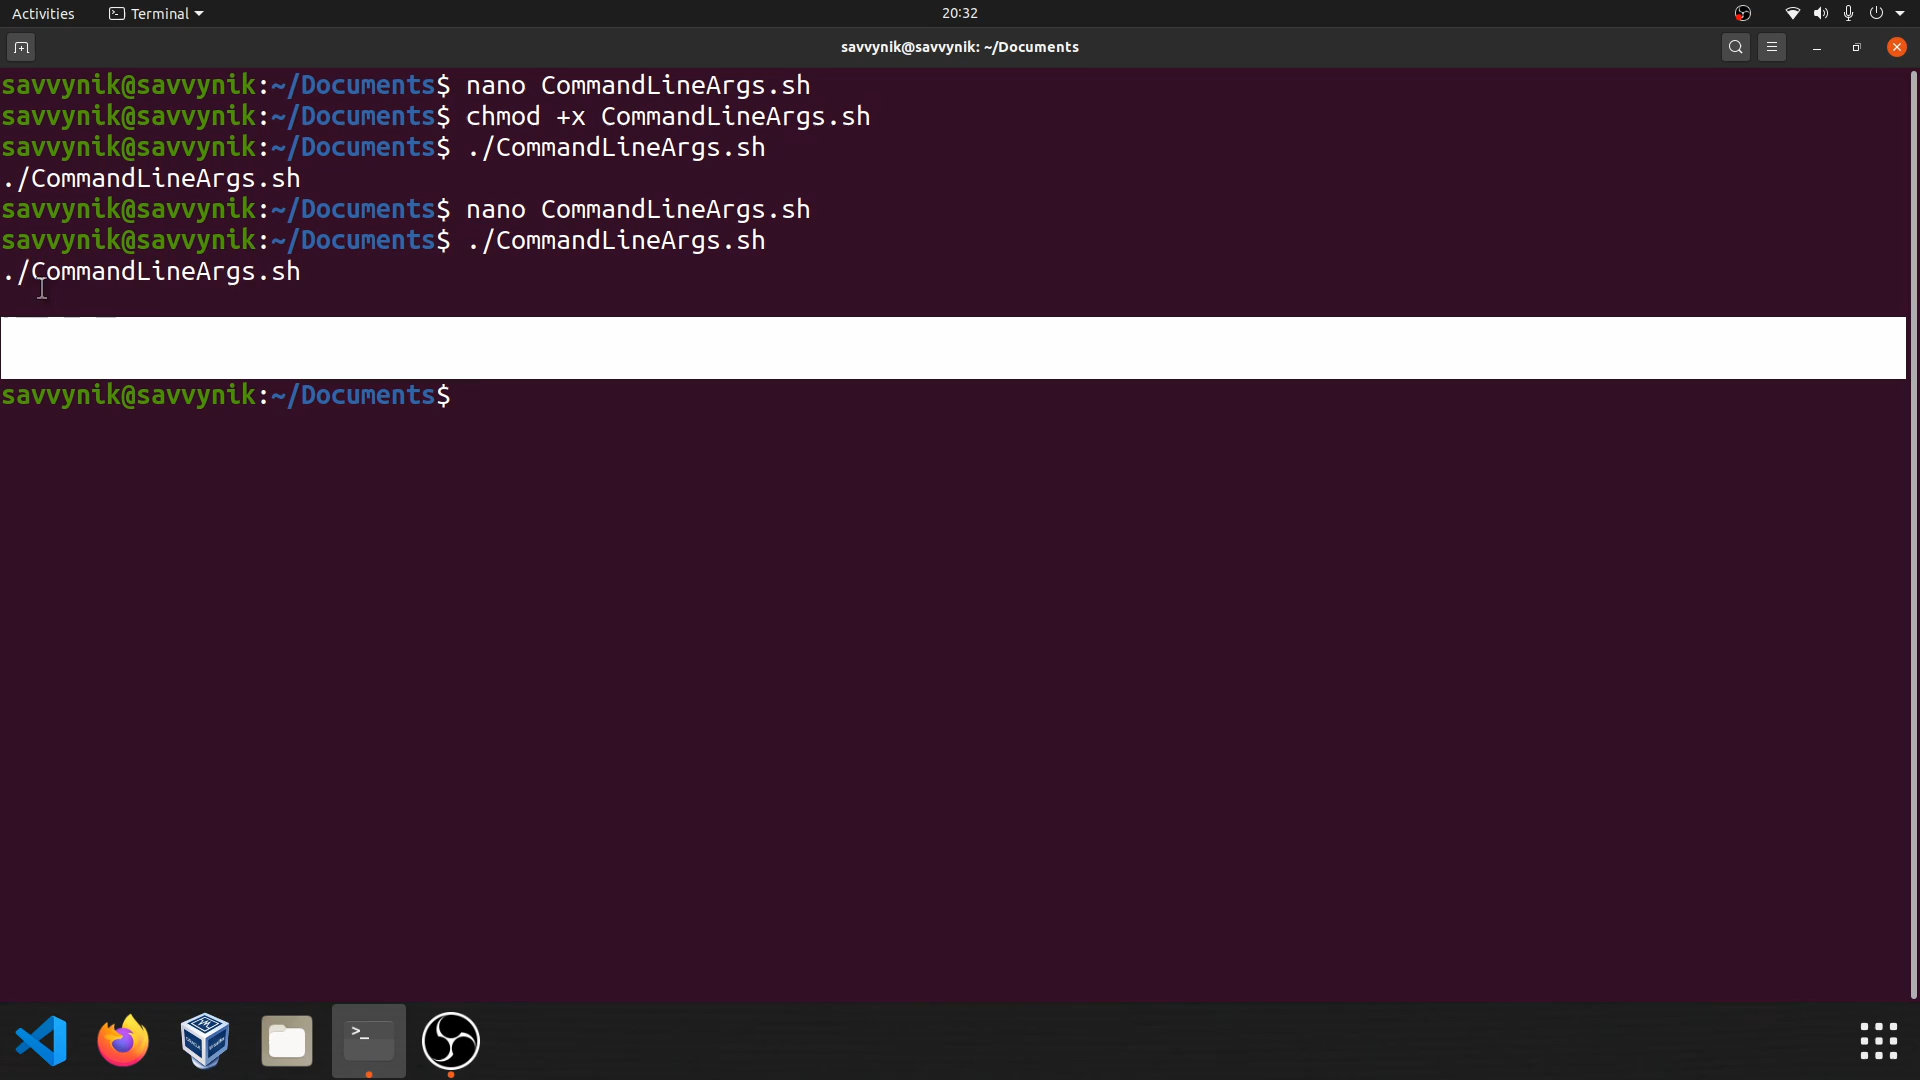 Activities
Terminal
20:32
savvynik@savvynik: ~/Documents
savvynik@savvynik:~/Documents$ nano CommandLineArgs.sh
savvynik@savvynik:~/Documents$ chmod +x CommandLineArgs.sh
savvynik@savvynik:~/Documents$ ./CommandLineArgs.sh
./CommandLineArgs.sh
savvynik@savvynik:~/Documents$ nano CommandLineArgs.sh
savvynik@savvynik:~/Documents$ ./CommandLineArgs.sh
./CommandLineArgs.sh
savvynik@savvynik:~/Documents$
>_